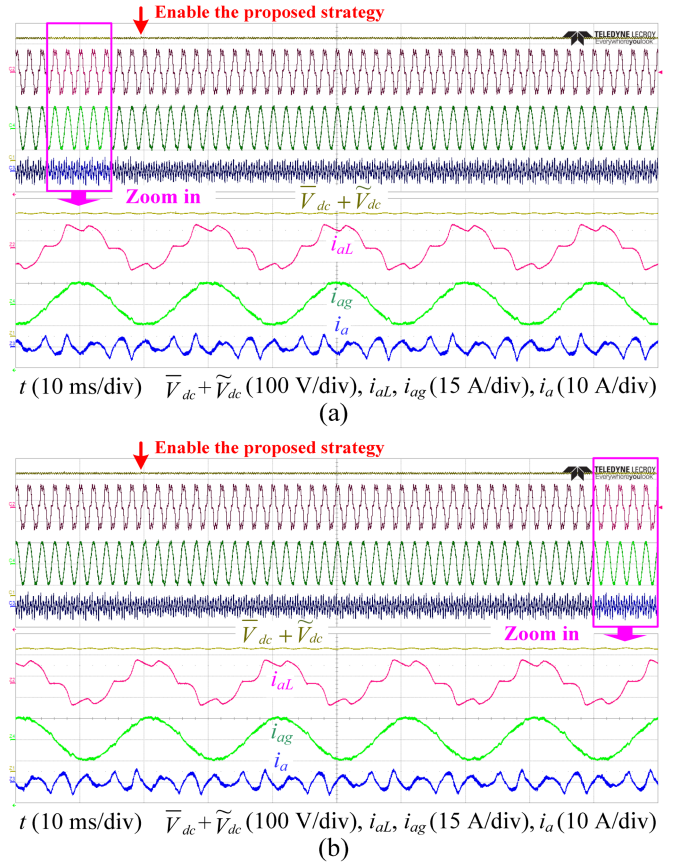 Enable the proposed strategy
TELEDYNE LECROY
Everywhereyoulook™
Zoom in
V̅dc + Ṽdc
iaL
iag
ia
t (10 ms/div) V̅dc + Ṽdc (100 V/div), iaL, iag (15 A/div), ia (10 A/div)
(a)
Enable the proposed strategy
TELEDYNE LECROY
Everywhereyoulook™
V̅dc + Ṽdc
Zoom in
iaL
iag
ia
t (10 ms/div) V̅dc + Ṽdc (100 V/div), iaL, iag (15 A/div), ia (10 A/div)
(b)